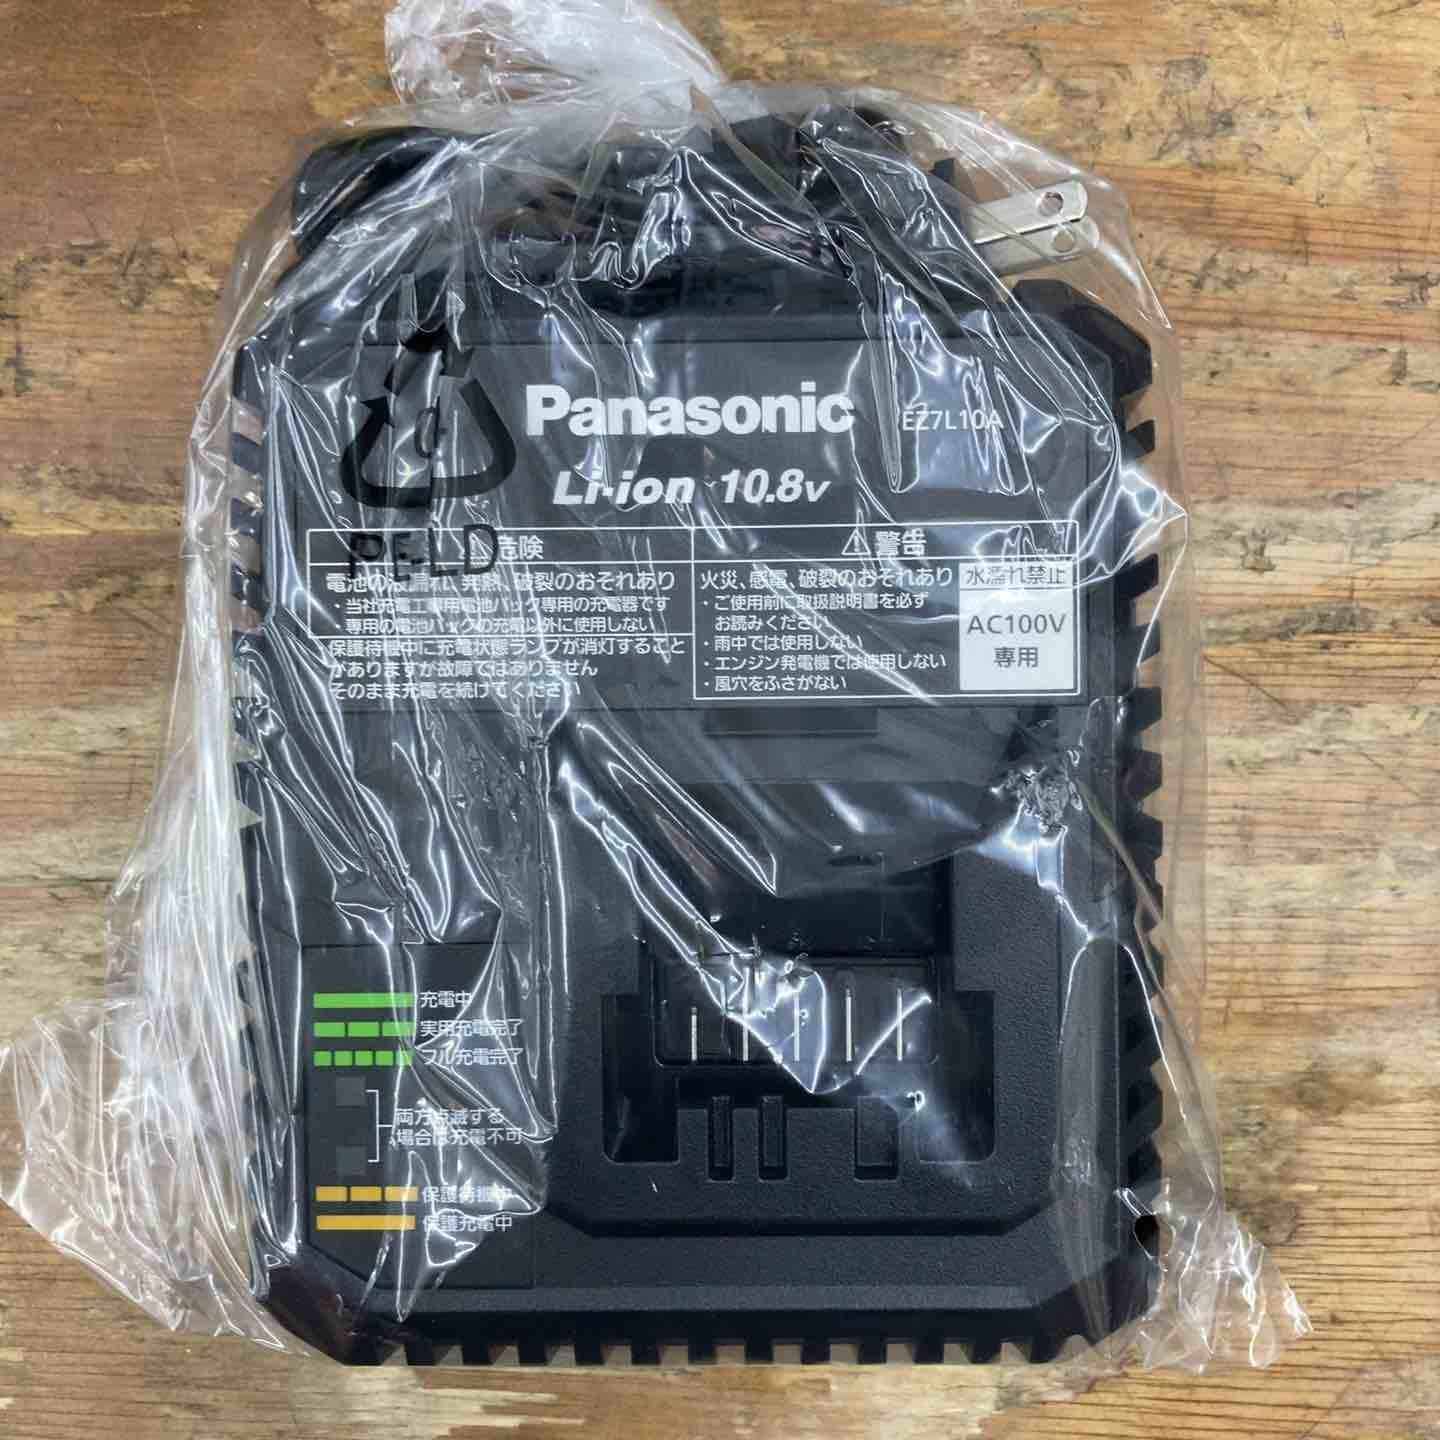 Panasonic
EZ7L10A
Li-ion 10.8V
PE-LD
危険
電池の液漏れ、発熱、破裂のおそれあり
・当社充電工具専用電池パック専用の充電器です
・専用の電池パックの充電以外に使用しない
保護待機中に充電状態ランプが消灯すること
がありますが故障ではありません
そのまま充電を続けてください
警告
火災、感電、破裂のおそれあり
・ご使用前に取扱説明書を必ず
お読みください
・雨中では使用しない
・エンジン発電機では使用しない
・風穴をふさがない
水濡れ禁止
AC100V
専用
充電中
実用充電完了
フル充電完了
両方点滅する
場合は充電不可
保護待機中
保護充電中